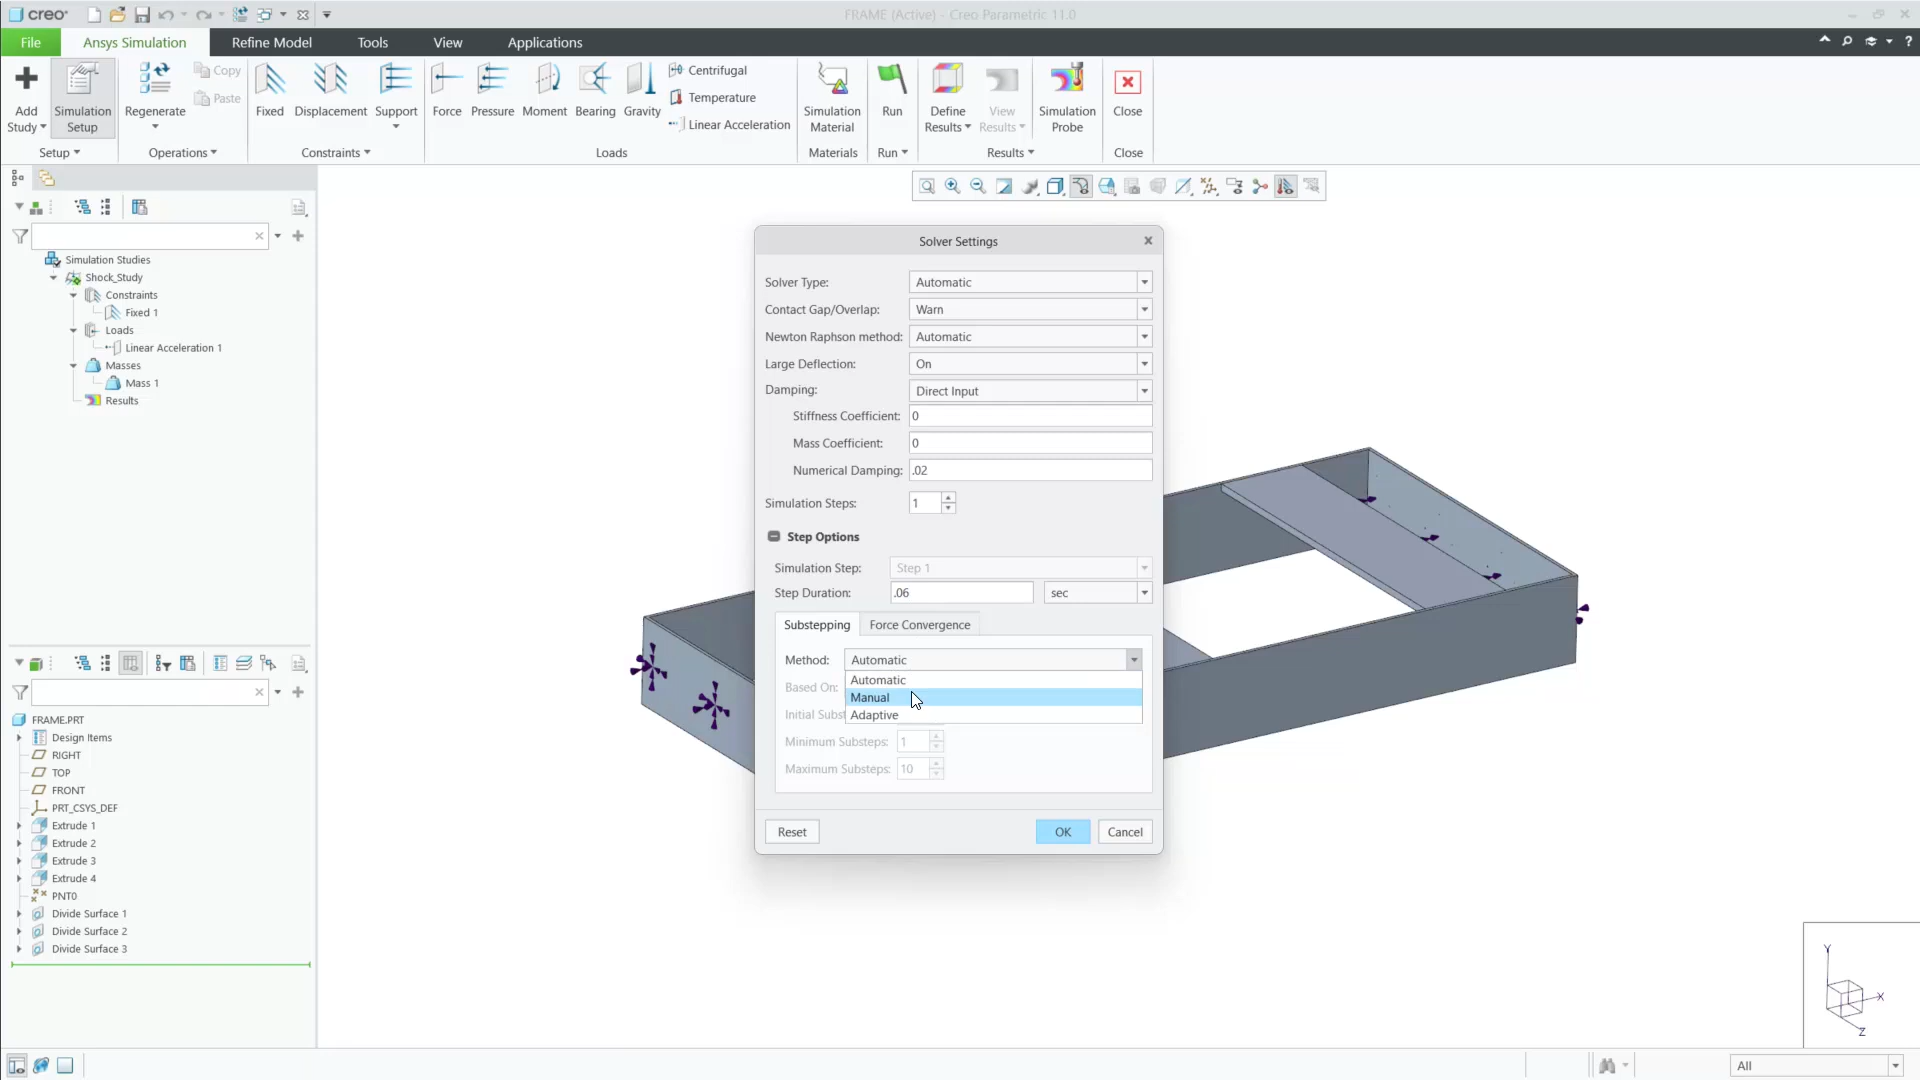 creo
FRAME (Active) - Creo Parametric 11.0
File
Ansys Simulation
Refine Model
Tools
View
Applications
Add Study
Simulation Setup
Regenerate
Copy
Paste
Fixed
Displacement
Support
Force
Pressure
Moment
Bearing
Gravity
Centrifugal
Temperature
Linear Acceleration
Simulation Material
Run
Define Results
View Results
Simulation Probe
Close
Setup
Operations
Constraints
Loads
Materials
Run
Results
Close
Simulation Studies
Shock_Study
Constraints
Fixed 1
Loads
Linear Acceleration 1
Masses
Mass 1
Results
FRAME.PRT
Design Items
RIGHT
TOP
FRONT
PRT_CSYS_DEF
Extrude 1
Extrude 2
Extrude 3
Extrude 4
PNT0
Divide Surface 1
Divide Surface 2
Divide Surface 3
Solver Settings
Solver Type: Automatic
Contact Gap/Overlap: Warn
Newton Raphson method: Automatic
Large Deflection: On
Damping: Direct Input
Stiffness Coefficient: 0
Mass Coefficient: 0
Numerical Damping: .02
Simulation Steps: 1
Step Options
Simulation Step: Step 1
Step Duration: .06 sec
Substepping Force Convergence
Method: Automatic
Automatic
Based On: Manual
Initial Subst Adaptive
Minimum Substeps: 1
Maximum Substeps: 10
Reset OK Cancel
Y
X
Z
All